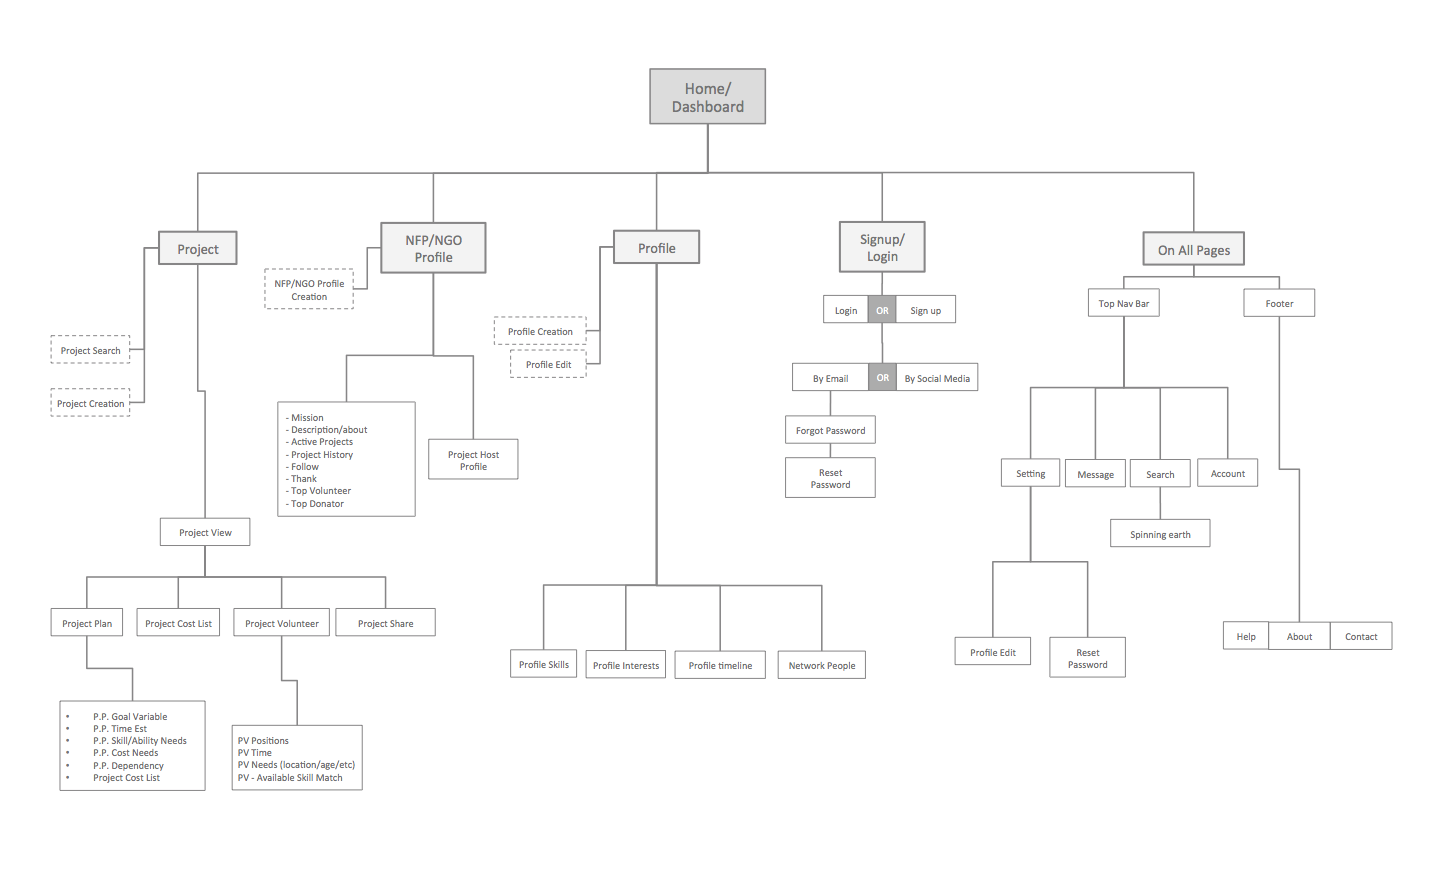 Home/
Dashboard
Project
NFP/NGO
Profile
Profile
Signup/
Login
On All Pages
NFP/NGO Profile
Creation
Project Search
Project Creation
Profile Creation
Profile Edit
Login
OR
Sign up
By Email
OR
By Social Media
Forgot Password
Reset
Password
Top Nav Bar
Footer
- Mission
- Description/about
- Active Projects
- Project History
- Follow
- Thank
- Top Volunteer
- Top Donator
Project Host
Profile
Setting
Message
Search
Account
Spinning earth
Project View
Project Plan
Project Cost List
Project Volunteer
Project Share
Profile Skills
Profile Interests
Profile timeline
Network People
Profile Edit
Reset
Password
Help
About
Contact
• P.P. Goal Variable
• P.P. Time Est
• P.P. Skill/Ability Needs
• P.P. Cost Needs
• P.P. Dependency
• Project Cost List
PV Positions
PV Time
PV Needs (location/age/etc)
PV - Available Skill Match